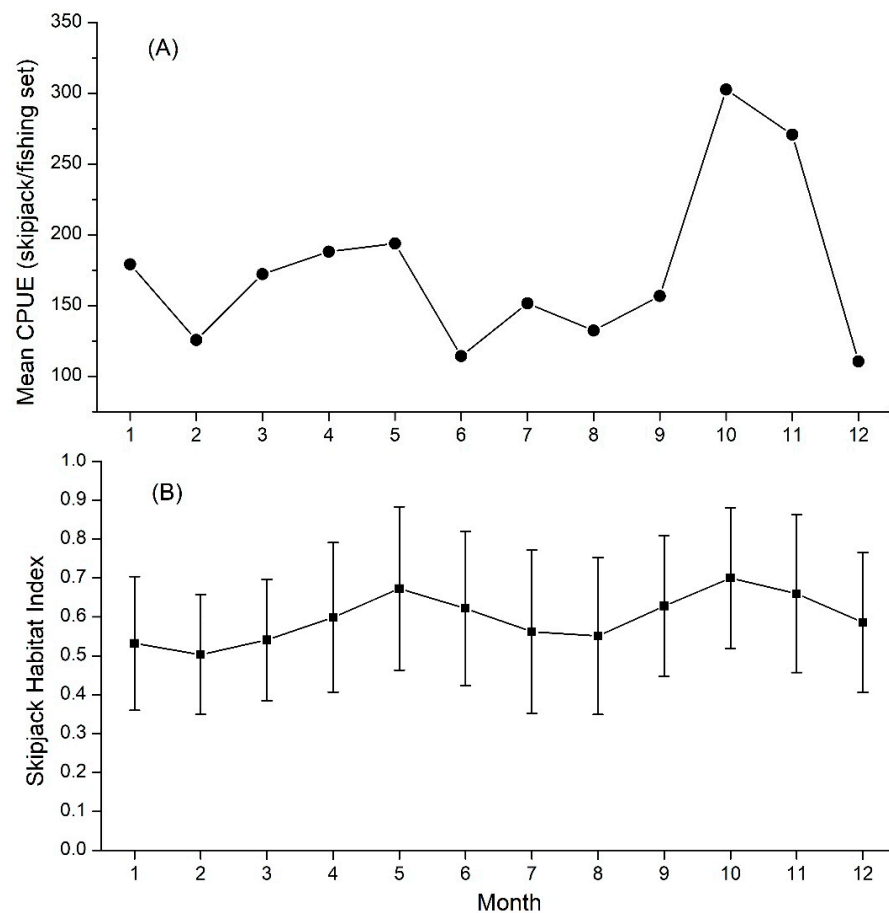 (A)
Mean CPUE (skipjack/fishing set)
350
300
250
200
150
100
1 2 3 4 5 6 7 8 9 10 11 12
(B)
Skipjack Habitat Index
1.0
0.9
0.8
0.7
0.6
0.5
0.4
0.3
0.2
0.1
0.0
1 2 3 4 5 6 7 8 9 10 11 12
Month